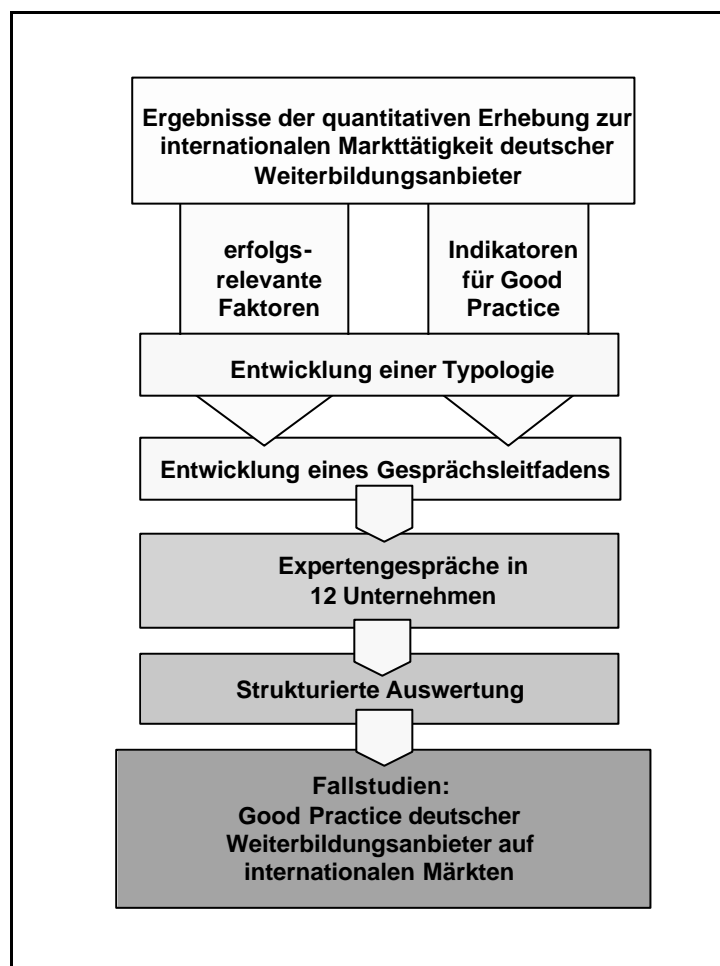 Ergebnisse der quantitativen Erhebung zur
internationalen Markttätigkeit deutscher
Weiterbildungsanbieter
erfolgs-
relevante
Faktoren
Indikatoren
für Good
Practice
Entwicklung einer Typologie
Entwicklung eines Gesprächsleitfadens
Expertengespräche in
12 Unternehmen
Strukturierte Auswertung
Fallstudien:
Good Practice deutscher
Weiterbildungsanbieter auf
internationalen Märkten